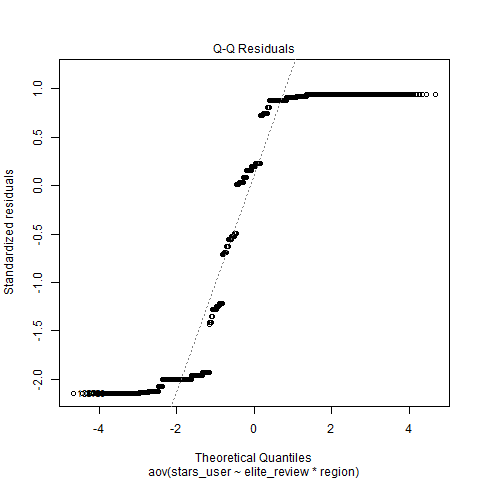 Q-Q Residuals
Standardized residuals
1.0
0.5
0.0
-0.5
-1.0
-1.5
-2.0
-4 -2 0 2 4
Theoretical Quantiles
aov(stars_user ~ elite_review * region)